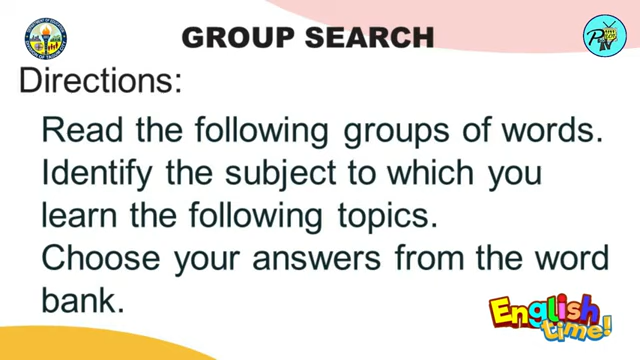 GROUP SEARCH
Directions:
Read the following groups of words.
Identify the subject to which you
learn the following topics.
Choose your answers from the word
bank.
English
time!